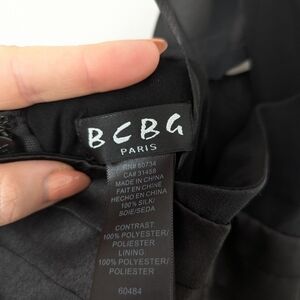 BCBG
PARIS
RN# 80734
CA# 31458
MADE IN CHINA
FAIT EN CHINE
HECHO EN CHINA
100% SILK/
SOIE/SEDA
CONTRAST:
100% POLYESTER/
POLIESTER
LINING
100% POLYESTER/
POLIESTER
60484